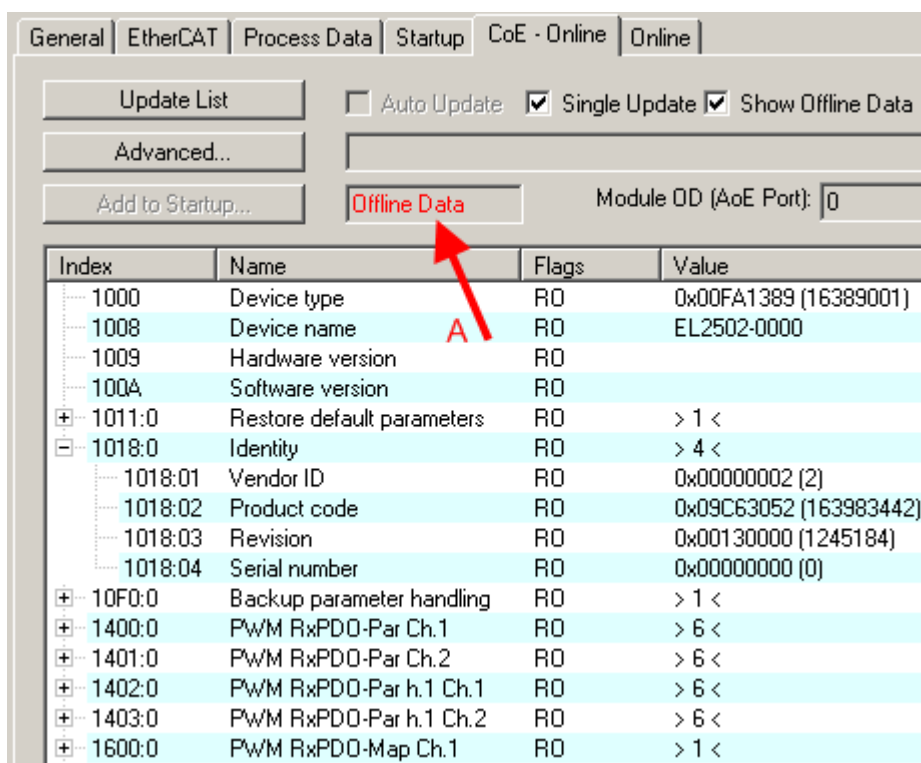 General EtherCAT Process Data Startup CoE - Online Online
Update List Auto Update Single Update Show Offline Data
Advanced...
Add to Startup... Offline Data Module OD (AoE Port): 0
Index Name Flags Value
1000 Device type RO 0x00FA1389 (16389001)
1008 Device name RO EL2502-0000
A
1009 Hardware version RO
100A Software version RO
1011:0 Restore default parameters RO > 1 <
1018:0 Identity RO > 4 <
1018:01 Vendor ID RO 0x00000002 (2)
1018:02 Product code RO 0x09C63052 (163983442)
1018:03 Revision RO 0x00130000 (1245184)
1018:04 Serial number RO 0x00000000 (0)
10F0:0 Backup parameter handling RO > 1 <
1400:0 PWM RxPDO-Par Ch.1 RO > 6 <
1401:0 PWM RxPDO-Par Ch.2 RO > 6 <
1402:0 PWM RxPDO-Par h.1 Ch.1 RO > 6 <
1403:0 PWM RxPDO-Par h.1 Ch.2 RO > 6 <
1600:0 PWM RxPDO-Map Ch.1 RO > 1 <